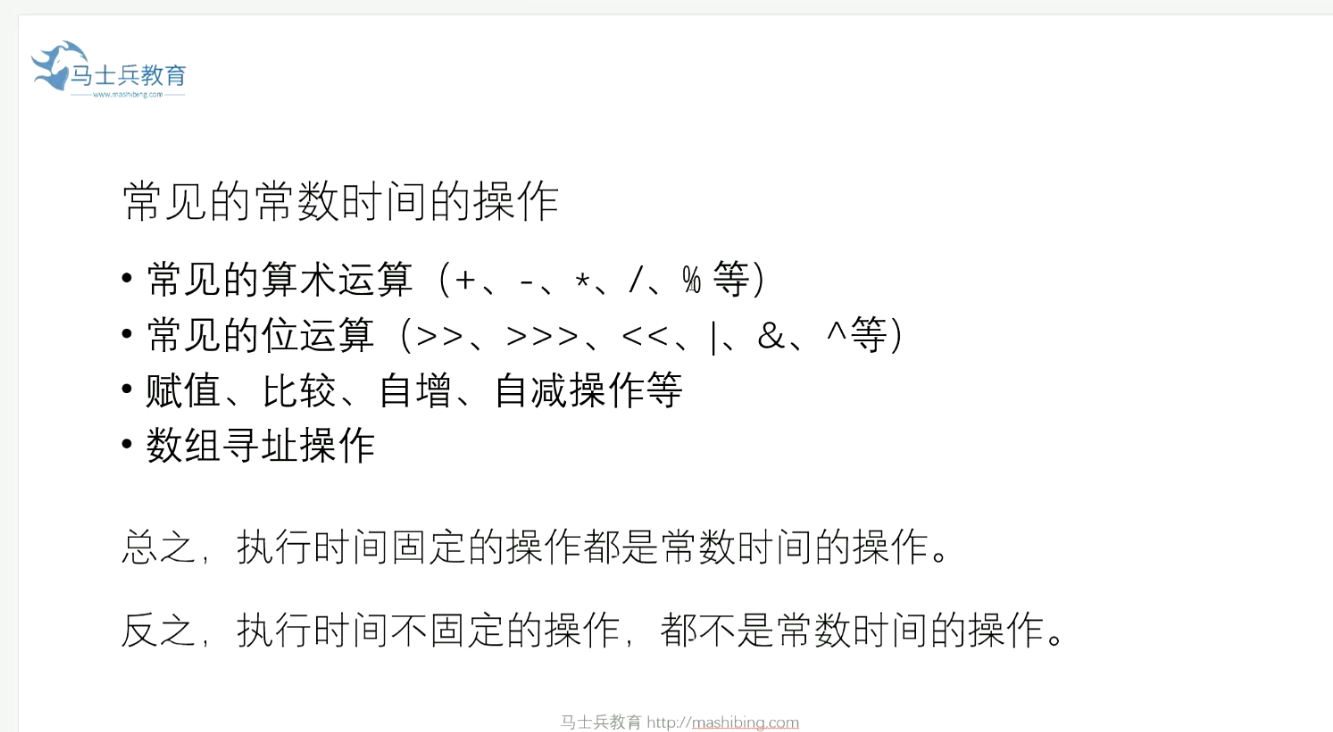 马士兵教育
www.mashibing.com
常见的常数时间的操作
• 常见的算术运算（+、-、*、/、% 等）
• 常见的位运算（>>、>>>、<<、|、&、^等）
• 赋值、比较、自增、自减操作等
• 数组寻址操作
总之，执行时间固定的操作都是常数时间的操作。
反之，执行时间不固定的操作，都不是常数时间的操作。
马士兵教育 http://mashibing.com